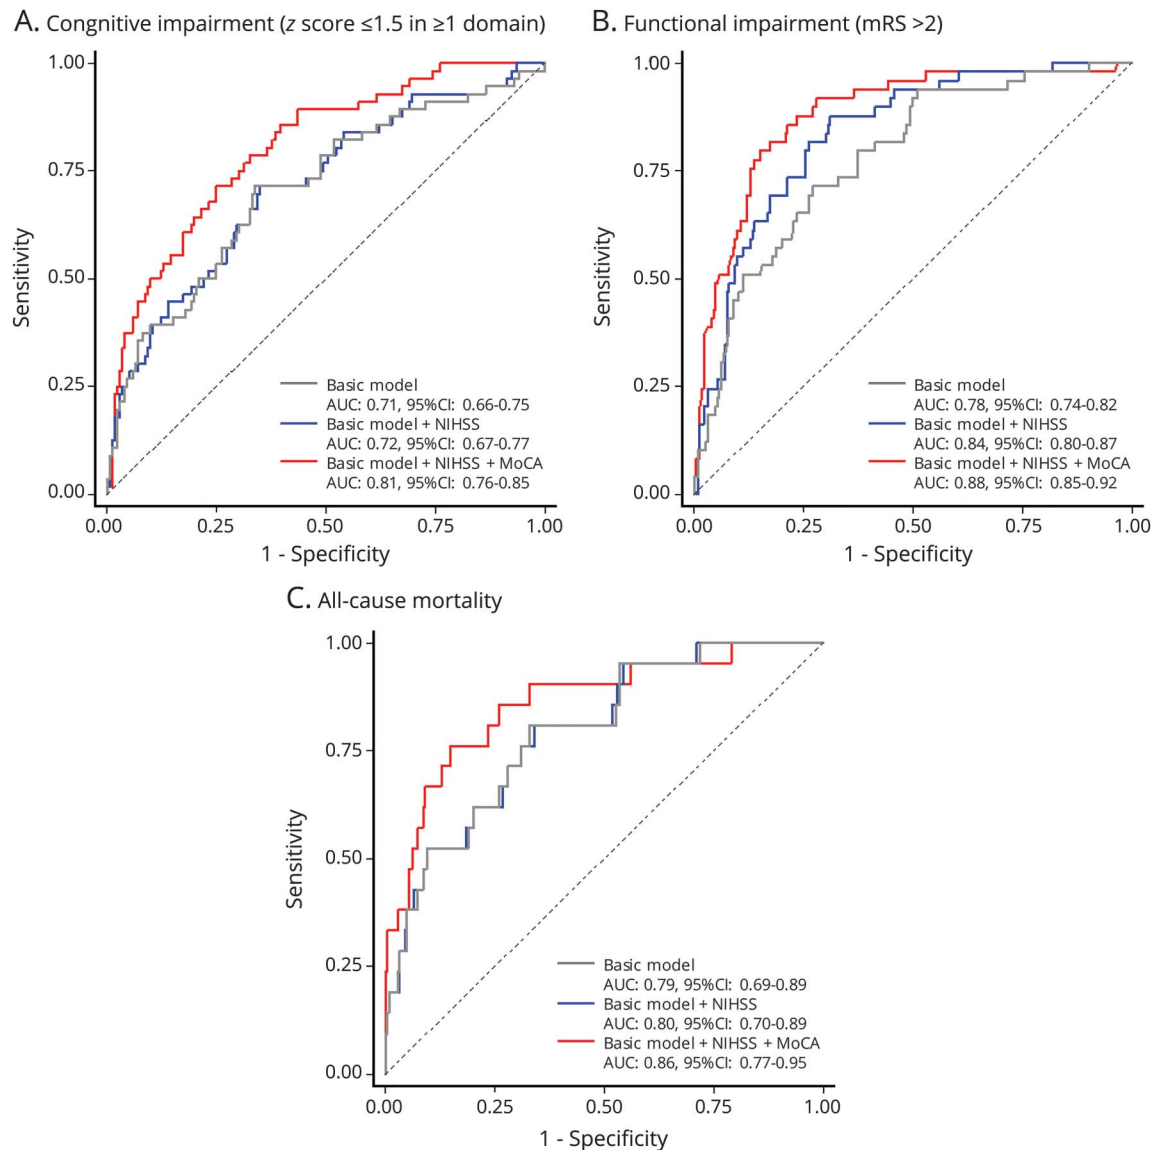 A. Congnitive impairment (z score ≤1.5 in ≥1 domain)
1.00
0.75
0.50
0.25
0.00
Sensitivity
Basic model
AUC: 0.71, 95%CI: 0.66-0.75
Basic model + NIHSS
AUC: 0.72, 95%CI: 0.67-0.77
Basic model + NIHSS + MoCA
AUC: 0.81, 95%CI: 0.76-0.85
0.00 0.25 0.50 0.75 1.00
1 - Specificity
B. Functional impairment (mRS >2)
1.00
0.75
0.50
0.25
0.00
Sensitivity
Basic model
AUC: 0.78, 95%CI: 0.74-0.82
Basic model + NIHSS
AUC: 0.84, 95%CI: 0.80-0.87
Basic model + NIHSS + MoCA
AUC: 0.88, 95%CI: 0.85-0.92
0.00 0.25 0.50 0.75 1.00
1 - Specificity
C. All-cause mortality
1.00
0.75
0.50
0.25
0.00
Sensitivity
Basic model
AUC: 0.79, 95%CI: 0.69-0.89
Basic model + NIHSS
AUC: 0.80, 95%CI: 0.70-0.89
Basic model + NIHSS + MoCA
AUC: 0.86, 95%CI: 0.77-0.95
0.00 0.25 0.50 0.75 1.00
1 - Specificity